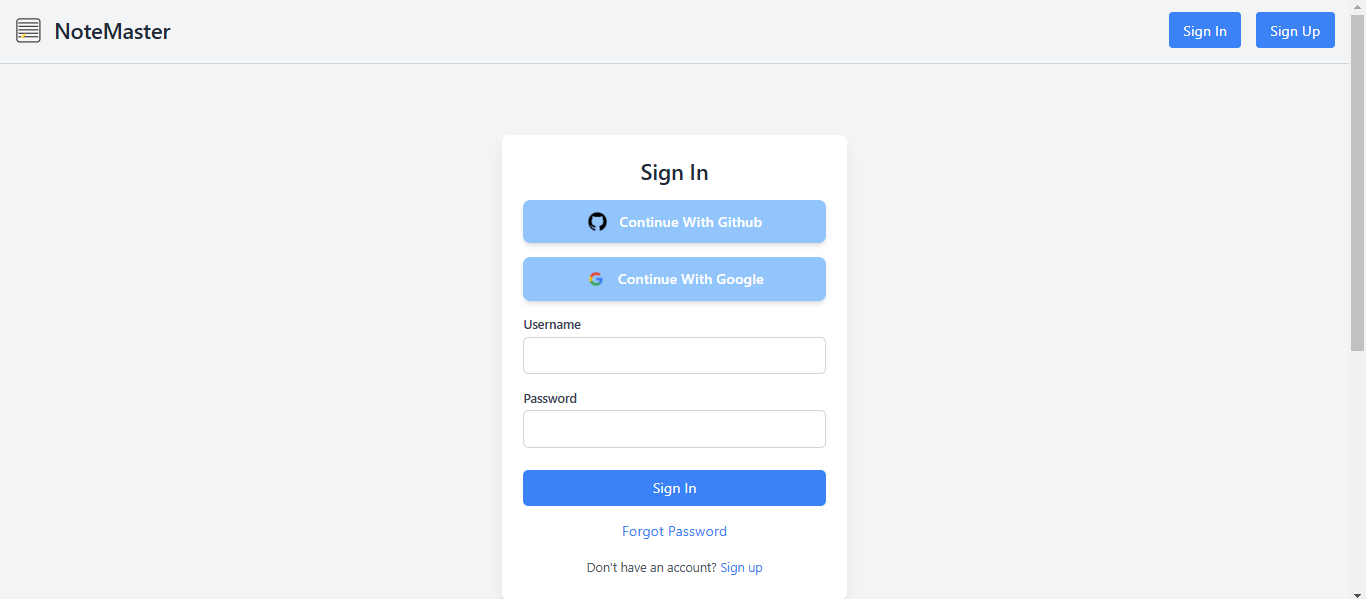 NoteMaster
Sign In
Sign Up
Sign In
Continue With Github
Continue With Google
Username
Password
Sign In
Forgot Password
Don't have an account? Sign up